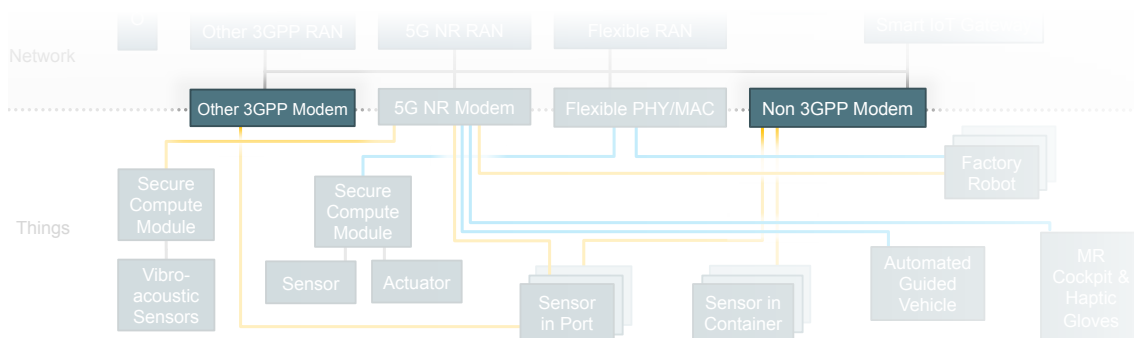 Other 3GPP RAN
5G NR RAN
Flexible RAN
Network
Other 3GPP Modem
5G NR Modem
Flexible PHY/MAC
Non 3GPP Modem
Factory
Robot
Secure
Compute
Module
Secure
Compute
Module
Things
Vibro-
acoustic
Sensors
Sensor
Actuator
Sensor
in Port
Sensor in
Container
Automated
Guided
Vehicle
MR
Cockpit &
Haptic
Gloves